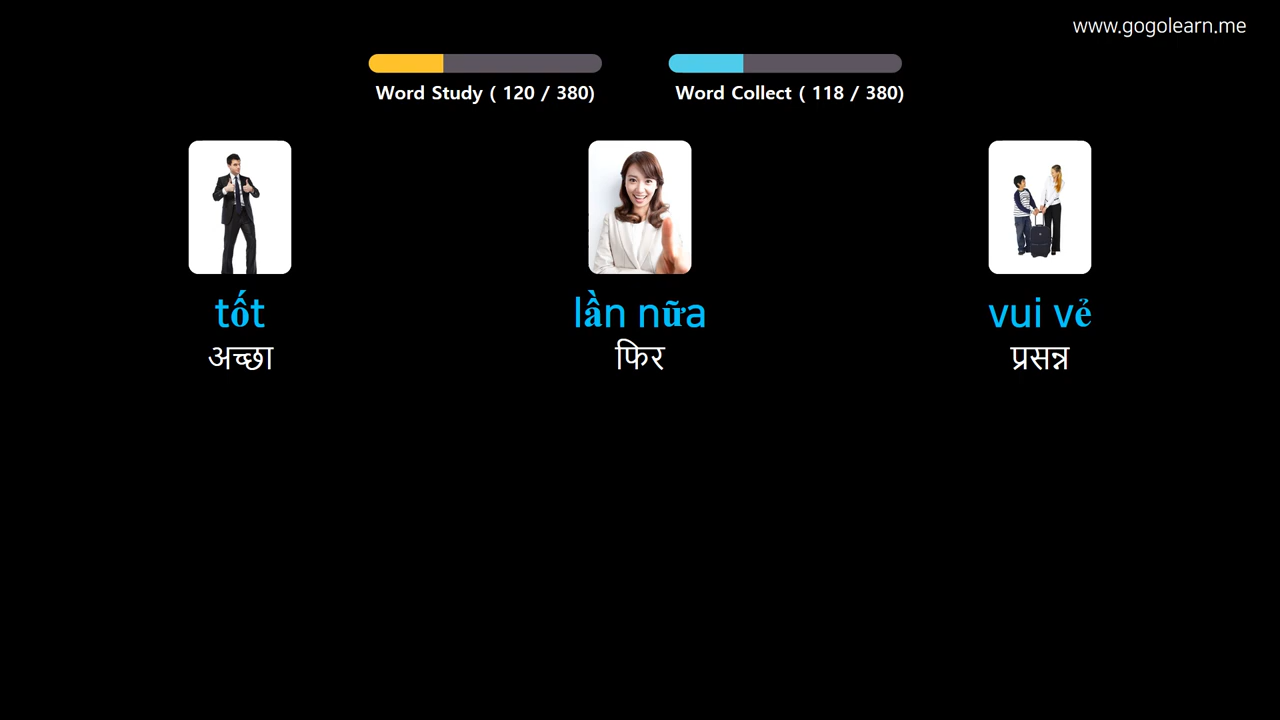 www.gogolearn.me
Word Study ( 120 / 380)
Word Collect ( 118 / 380)
tốt
lần nữa
vui vẻ
अच्छा
फिर
प्रसन्न